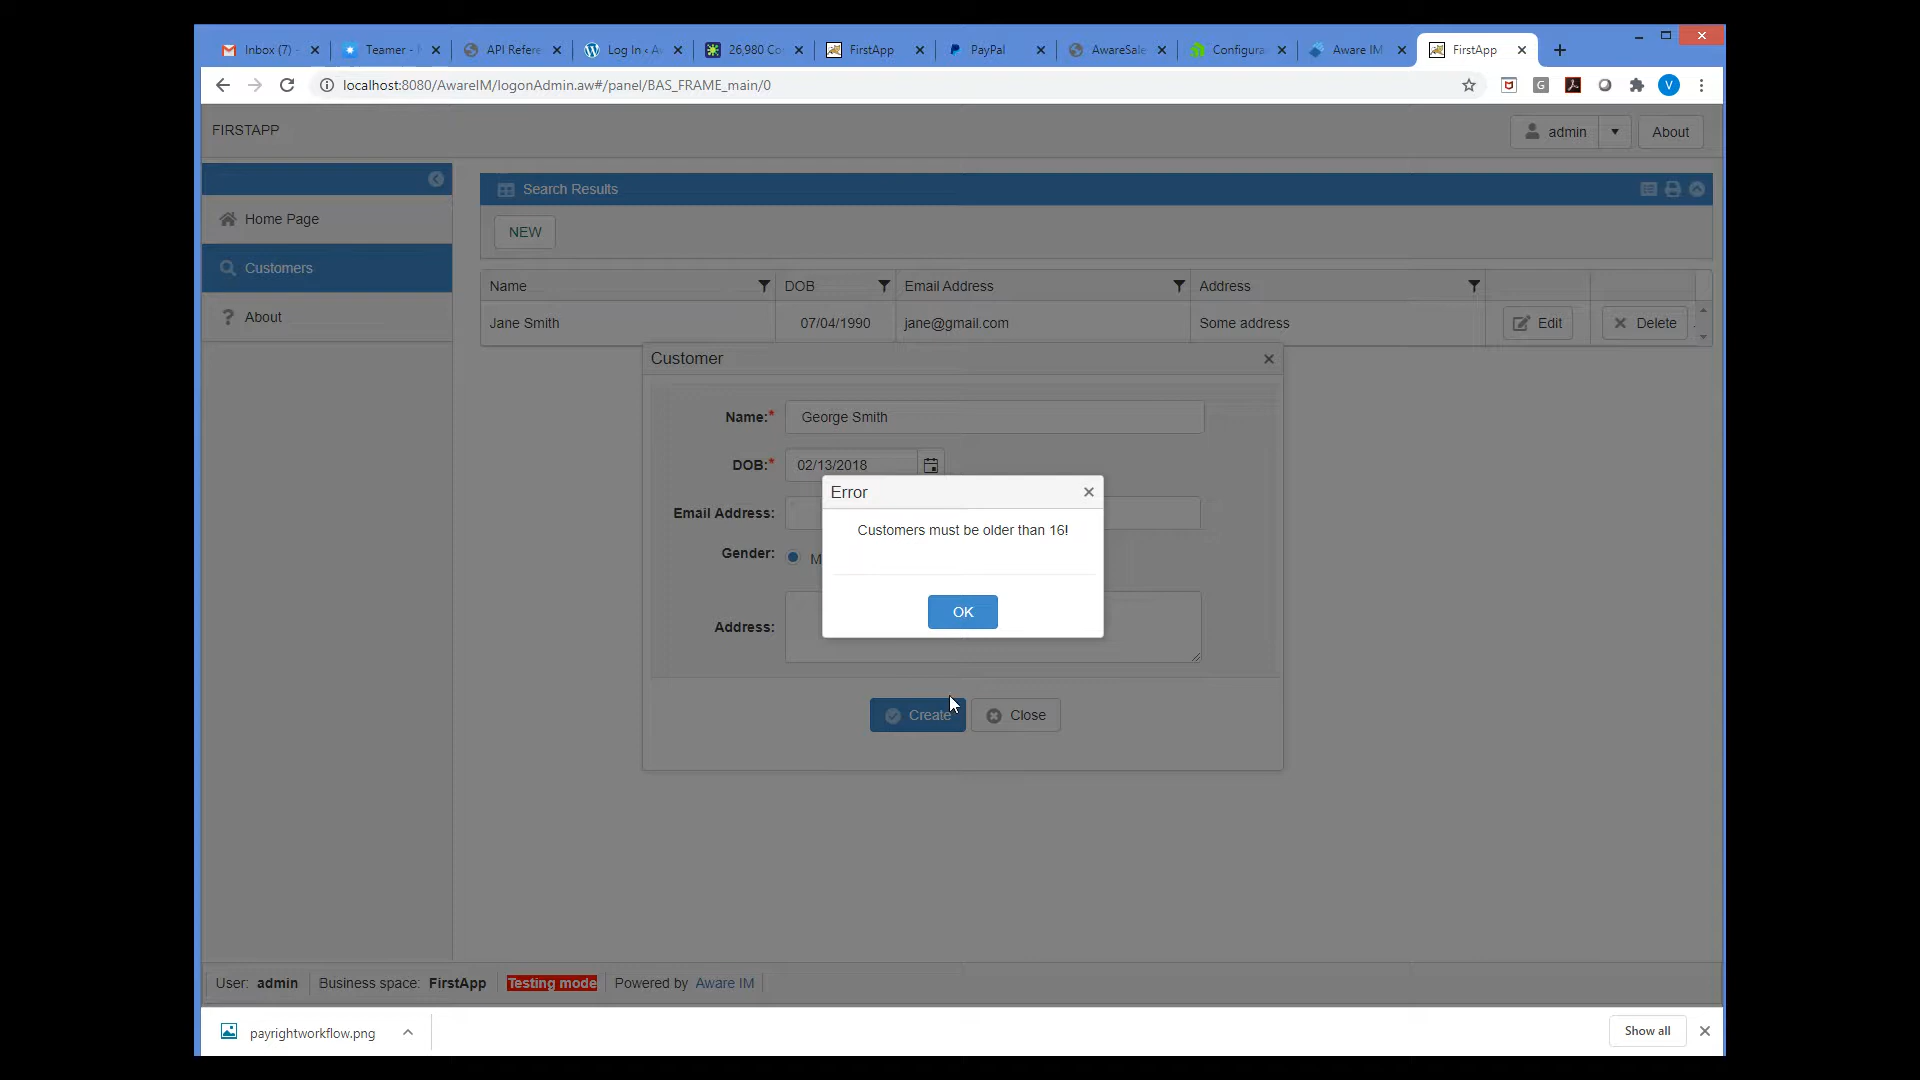 Inbox (7) -
Teamer -
API Refere
Log In ‹ A
26,980 Co
FirstApp
PayPal
AwareSale
Configura
Aware IM
FirstApp
localhost:8080/AwareIM/logonAdmin.aw#/panel/BAS_FRAME_main/0
FIRSTAPP
admin
About
Search Results
Home Page
NEW
Customers
Name
DOB
Email Address
Address
About
Jane Smith
07/04/1990
jane@gmail.com
Some address
Edit
Delete
Customer
Name:*
George Smith
DOB:*
02/13/2018
Error
Email Address:
Customers must be older than 16!
Gender:
M
OK
Address:
Create
Close
User: admin
Business space: FirstApp
Testing mode
Powered by Aware IM
payrightworkflow.png
Show all